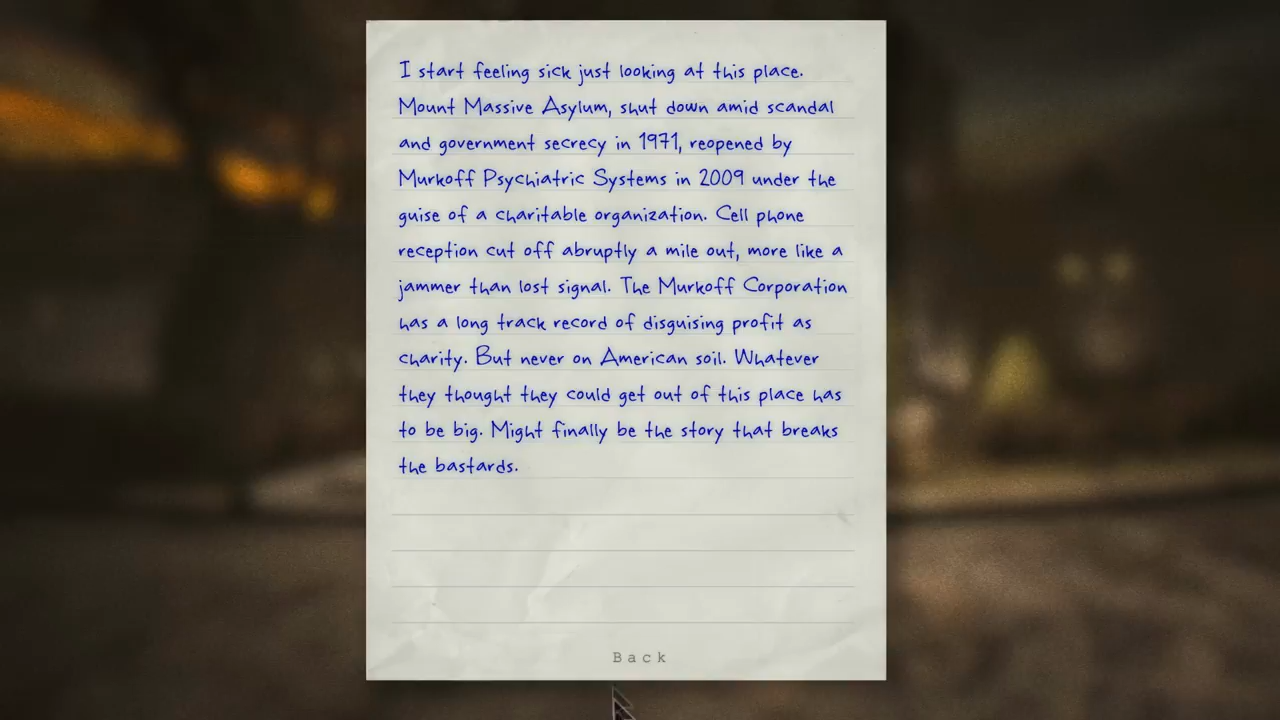 I start feeling sick just looking at this place.
Mount Massive Asylum, shut down amid scandal
and government secrecy in 1971, reopened by
Murkoff Psychiatric Systems in 2009 under the
guise of a charitable organization. Cell phone
reception cut off abruptly a mile out, more like a
jammer than lost signal. The Murkoff Corporation
has a long track record of disguising profit as
charity. But never on American soil. Whatever
they thought they could get out of this place has
to be big. Might finally be the story that breaks
the bastards.
Back